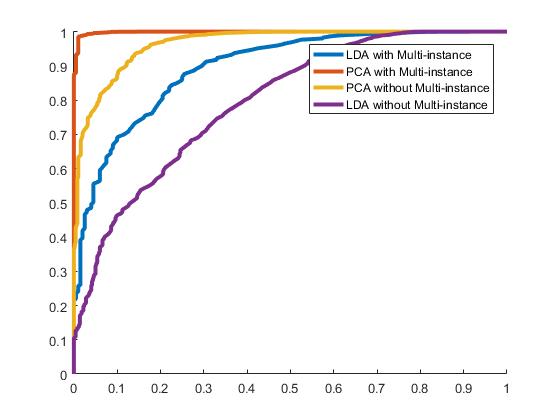 1
0.9
0.8
0.7
0.6
0.5
0.4
0.3
0.2
0.1
0
LDA with Multi-instance
PCA with Multi-instance
PCA without Multi-instance
LDA without Multi-instance
0 0.1 0.2 0.3 0.4 0.5 0.6 0.7 0.8 0.9 1